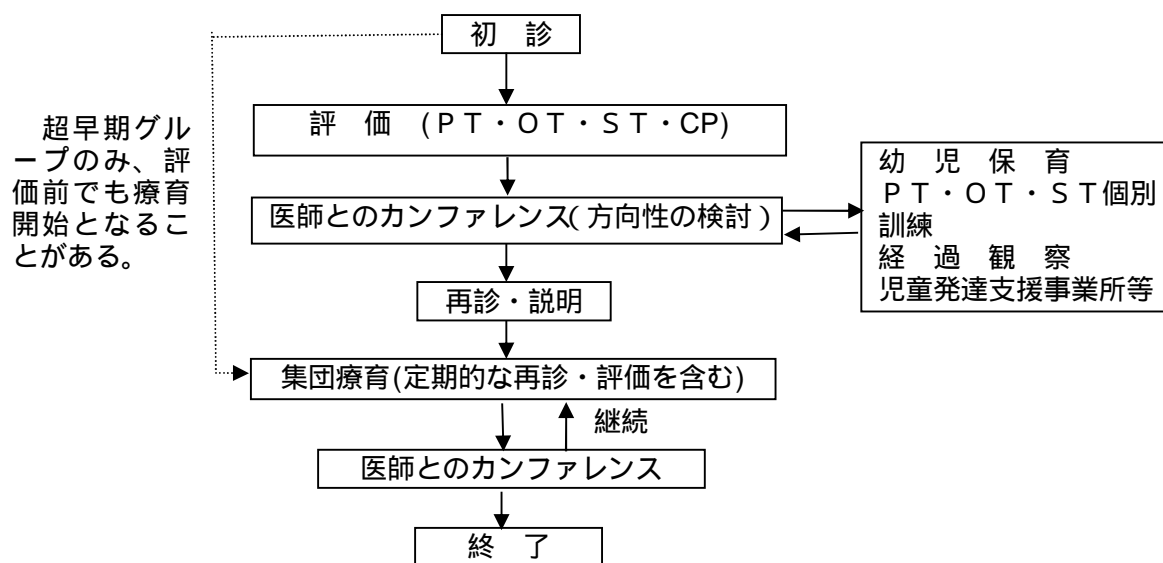 初　診
評　価　(ＰＴ・ＯＴ・ＳＴ・CP)
　超早期グル
ープのみ、評
価前でも療育
開始となるこ
とがある。
医師とのカンファレンス(方向性の検討)
幼　児　保　育
ＰＴ・ＯＴ・ＳＴ個別
訓練
経　過　観　察
児童発達支援事業所等
再診・説明
集団療育(定期的な再診・評価を含む)
継続
医師とのカンファレンス
終　了